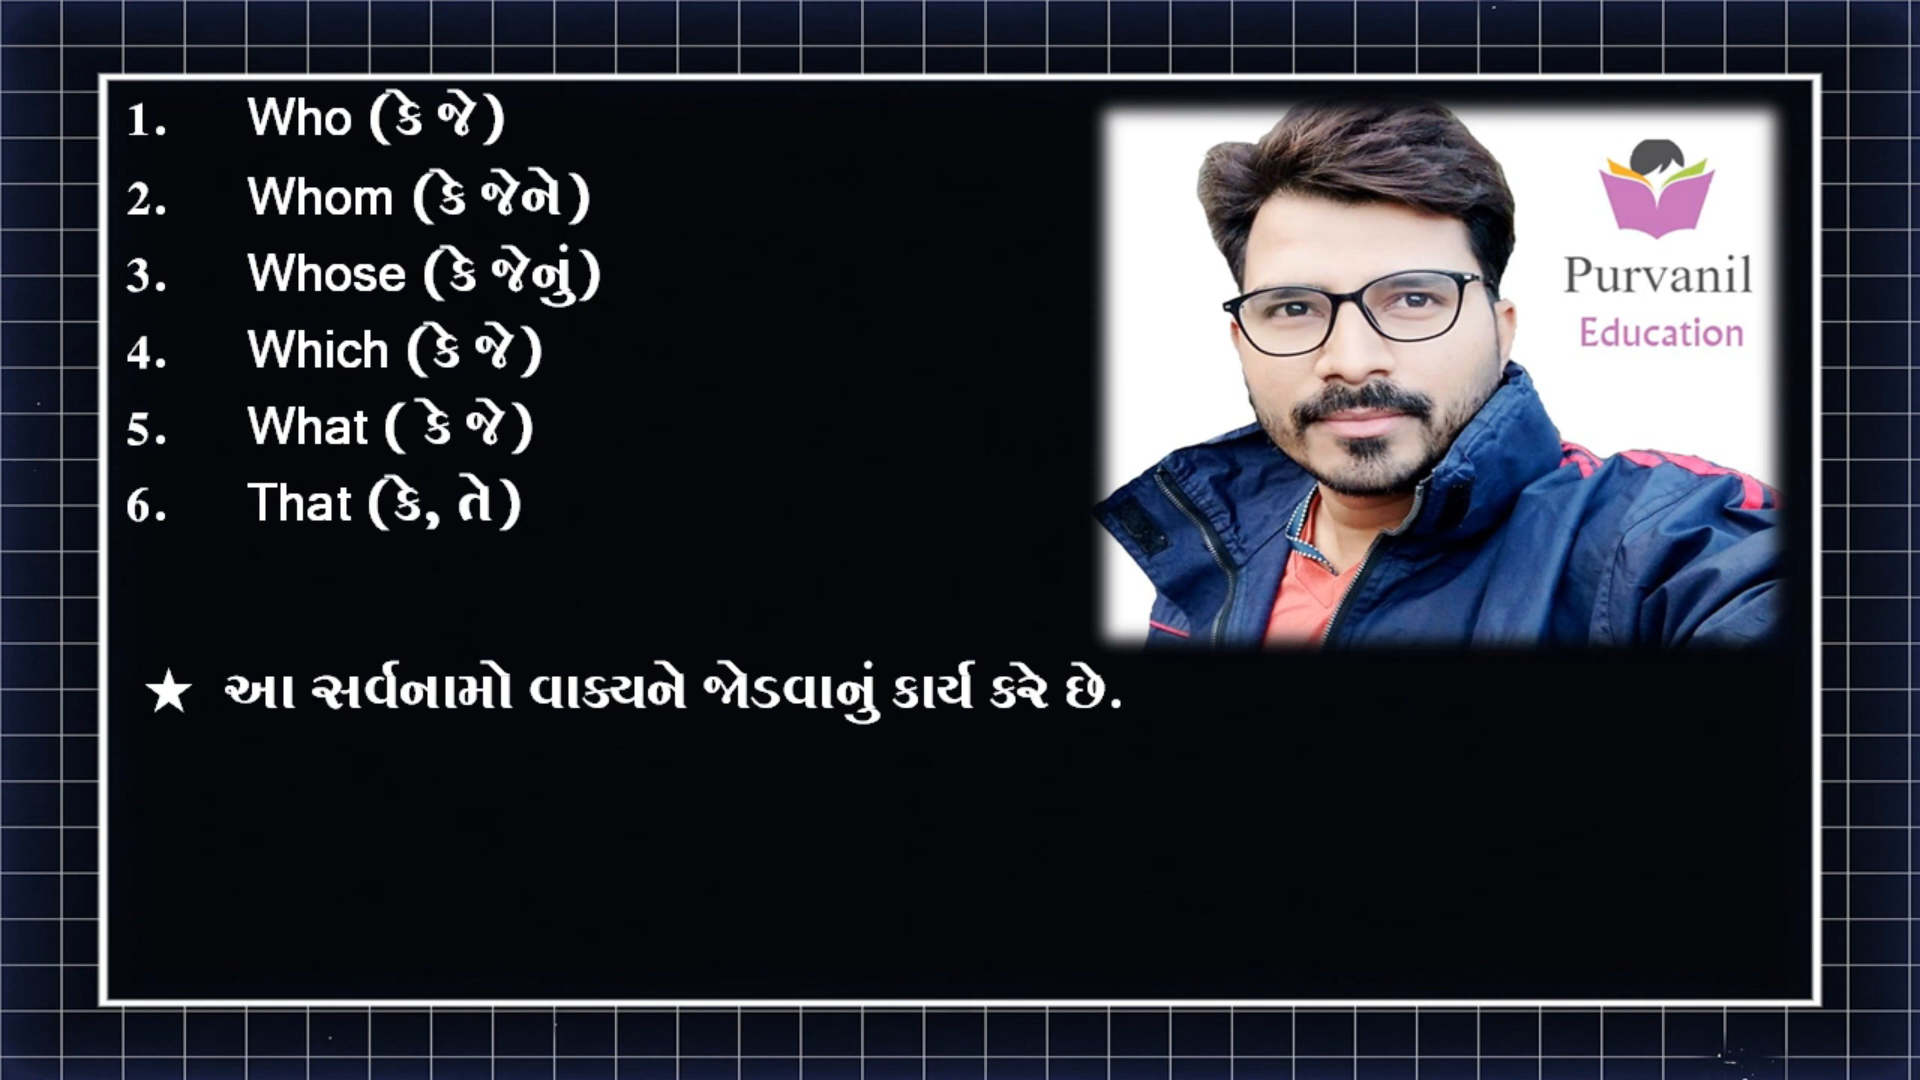 1. Who (કે જે)
2. Whom (કે જેને)
3. Whose (કે જેનું)
4. Which (કે જે)
5. What ( કે જે)
6. That (કે, તે)
Purvanil
Education
★ આ સર્વનામો વાક્યને જોડવાનું કાર્ય કરે છે.